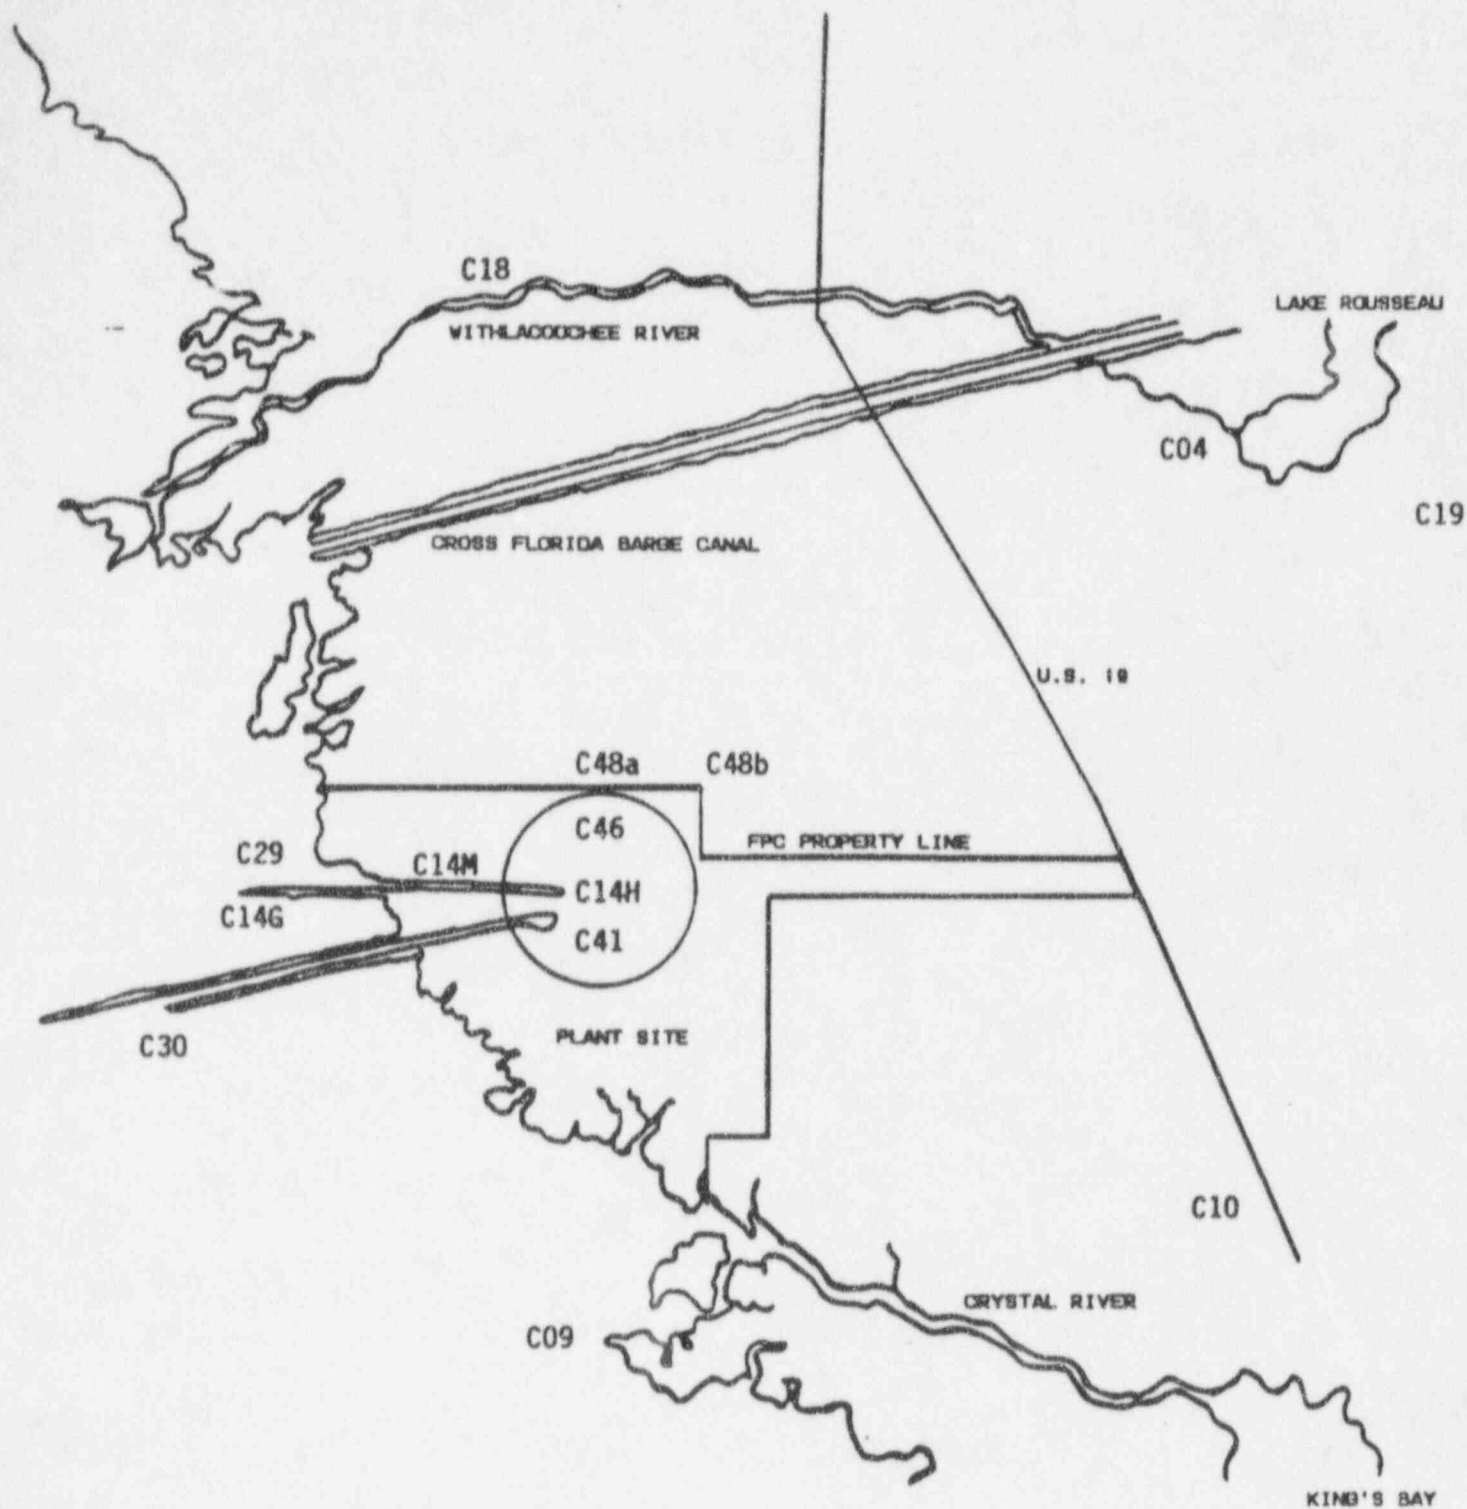 C18
LAKE ROUSSEAU
WITHLACOOCHEE RIVER
C04
C19
CROSS FLORIDA BARGE CANAL
U.S. 19
C48a
C48b
C46
FPC PROPERTY LINE
C29
C14M
C14H
C14G
C41
PLANT SITE
C30
C10
CRYSTAL RIVER
C09
KING'S BAY